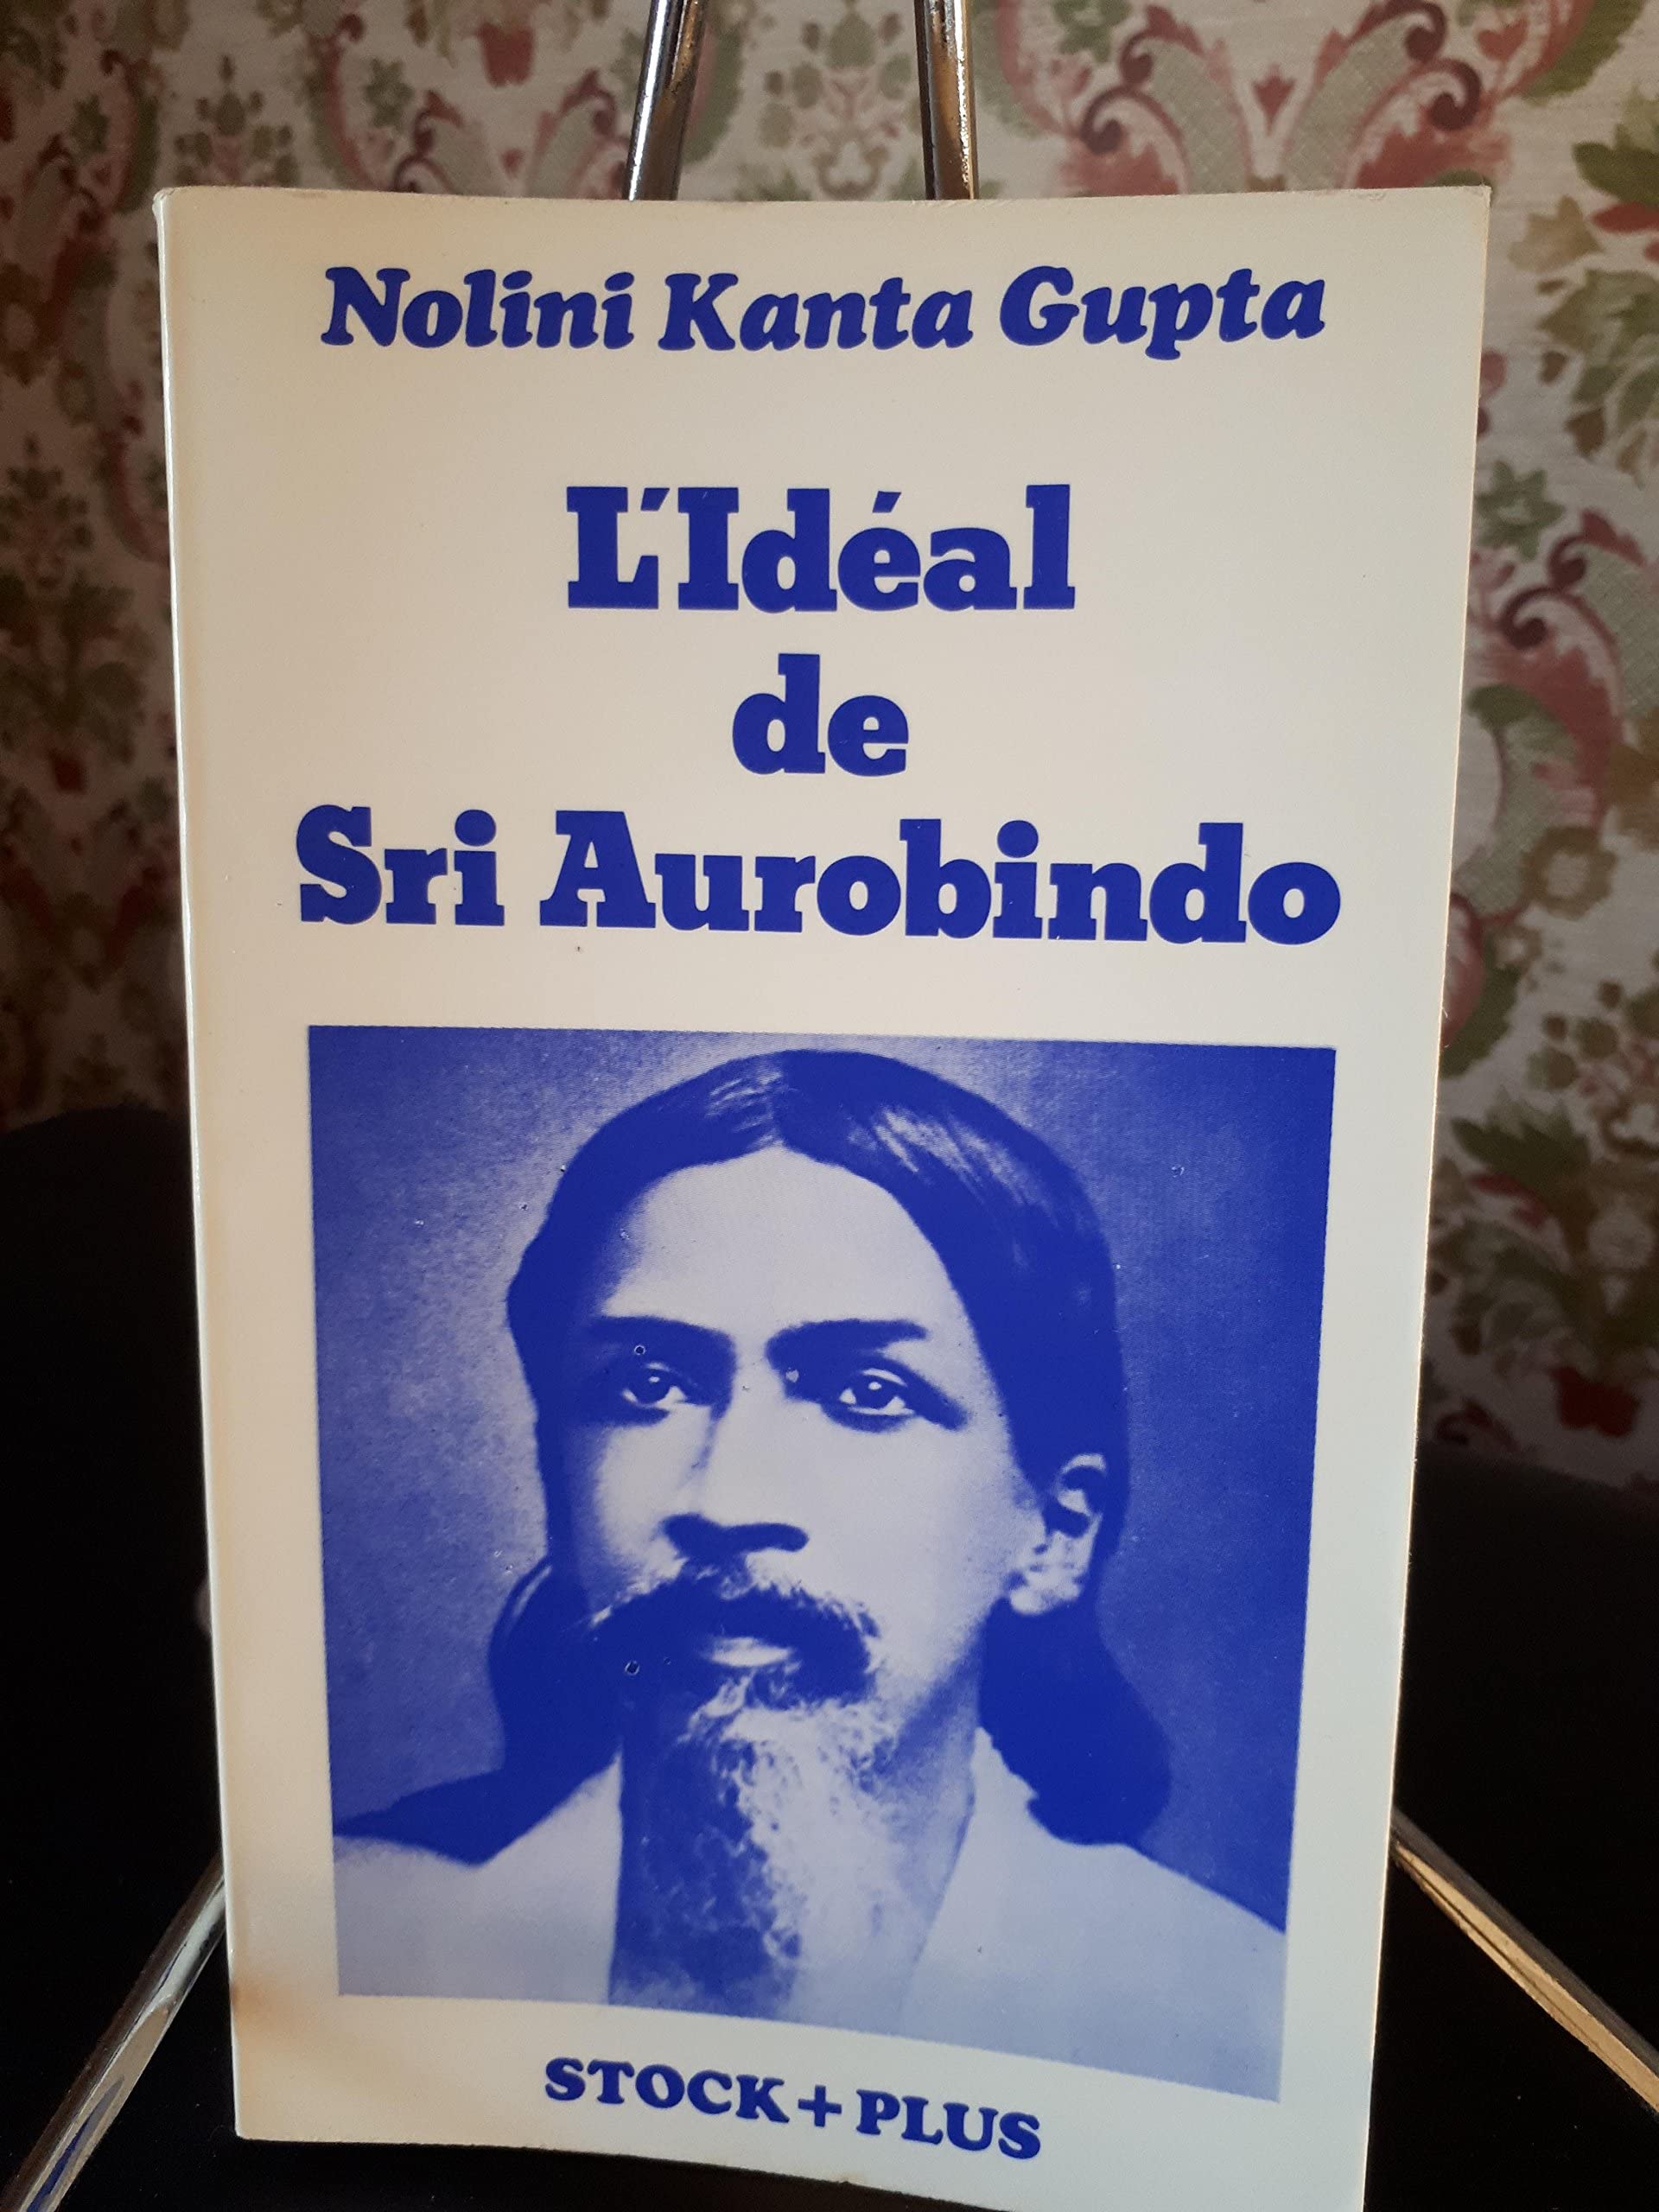 Nolini Kanta Gupta
L'Idéal
de
Sri Aurobindo
STOCK+PLUS